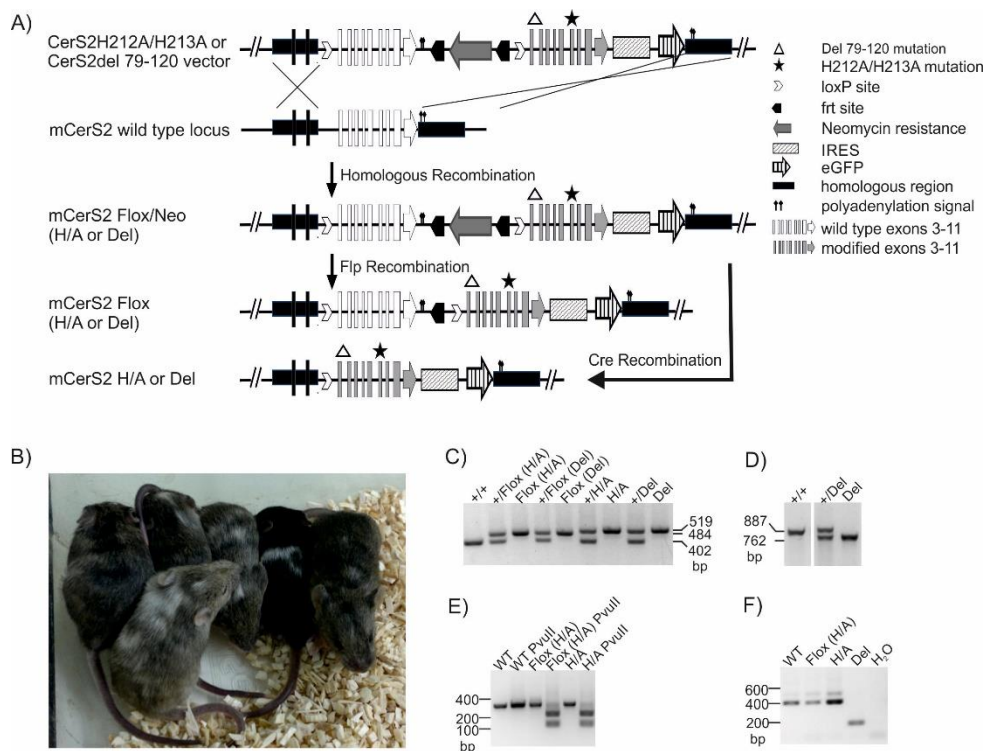 A)
CerS2H212A/H213A or
CerS2del 79-120 vector
mCerS2 wild type locus
Homologous Recombination
mCerS2 Flox/Neo
(H/A or Del)
Flp Recombination
mCerS2 Flox
(H/A or Del)
Cre Recombination
mCerS2 H/A or Del
Del 79-120 mutation
H212A/H213A mutation
loxP site
frt site
Neomycin resistance
IRES
eGFP
homologous region
polyadenylation signal
wild type exons 3-11
modified exons 3-11
B)
C)
+/+
+/Flox (H/A)
Flox (H/A)
+/Flox (Del)
Flox (Del)
+/H/A
H/A
+/Del
Del
519
484
402
bp
D)
+/+
+/Del
Del
887
762
bp
E)
WT
WT PvuII
Flox (H/A)
Flox (H/A) PvuII
H/A
H/A PvuII
400
200
100
bp
F)
WT
Flox (H/A)
H/A
Del
H₂O
600
400
200
bp